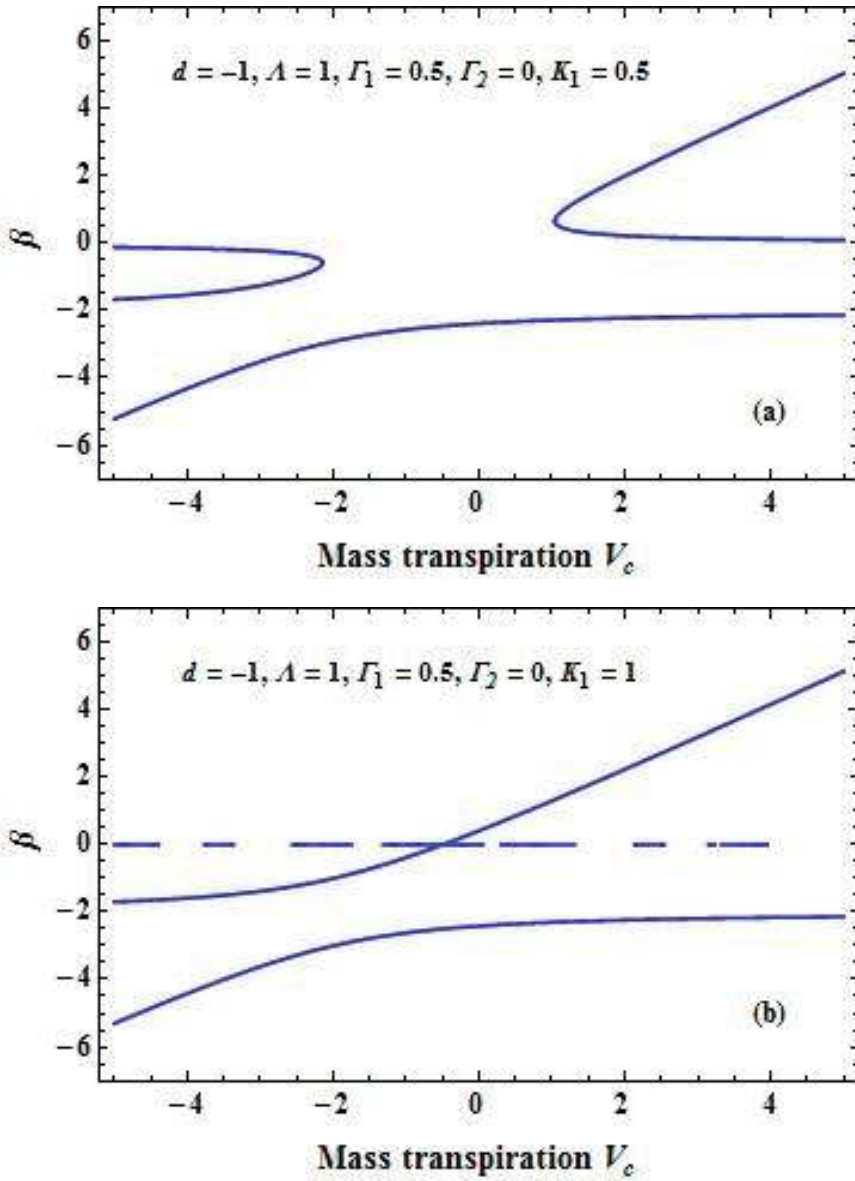 6
4
2
0
−2
−4
−6
β
d = −1, Λ = 1, Γ1 = 0.5, Γ2 = 0, K1 = 0.5
(a)
−4 −2 0 2 4
Mass transpiration Vc
6
4
2
0
−2
−4
−6
β
d = −1, Λ = 1, Γ1 = 0.5, Γ2 = 0, K1 = 1
(b)
−4 −2 0 2 4
Mass transpiration Vc